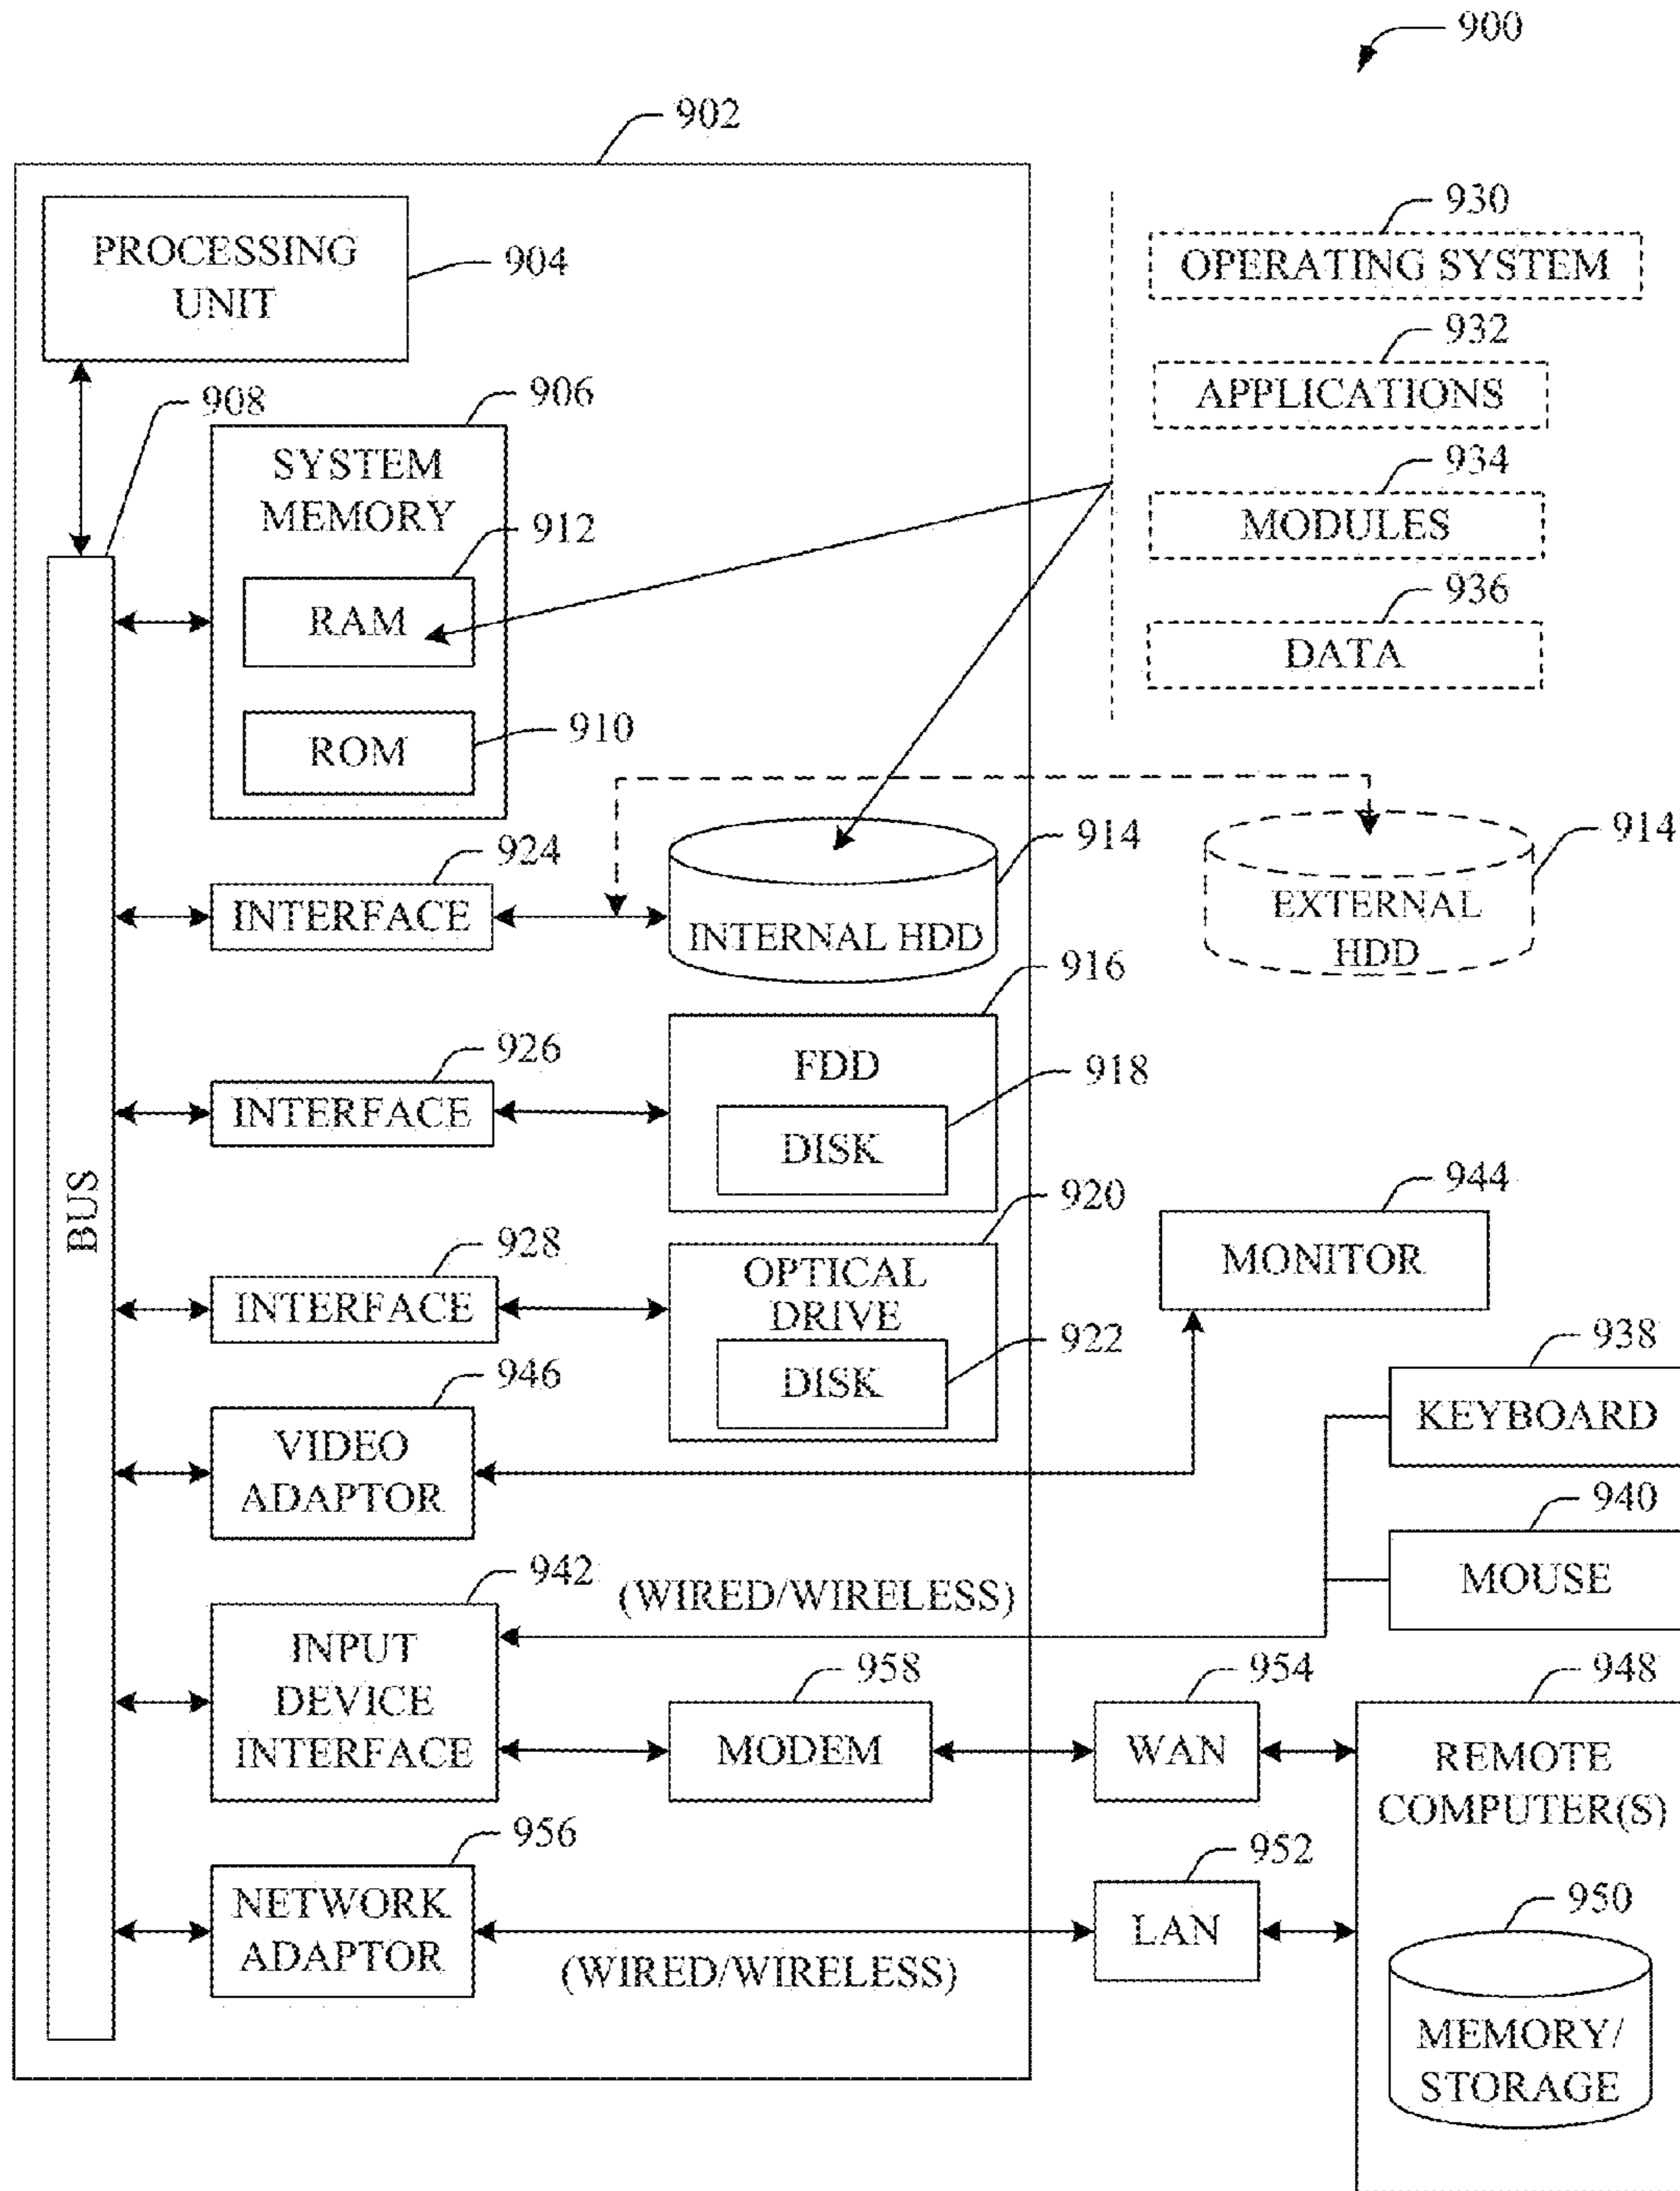 900
902
PROCESSING
UNIT
904
930
OPERATING SYSTEM
932
APPLICATIONS
934
MODULES
936
DATA
908
906
SYSTEM
MEMORY
912
RAM
910
ROM
924
INTERFACE
914
INTERNAL HDD
914
EXTERNAL
HDD
926
INTERFACE
916
FDD
918
DISK
BUS
928
INTERFACE
920
OPTICAL
DRIVE
922
DISK
944
MONITOR
946
VIDEO
ADAPTOR
938
KEYBOARD
940
MOUSE
942
INPUT
DEVICE
INTERFACE
(WIRED/WIRELESS)
958
MODEM
954
WAN
948
REMOTE
COMPUTER(S)
956
NETWORK
ADAPTOR
(WIRED/WIRELESS)
952
LAN
950
MEMORY/
STORAGE